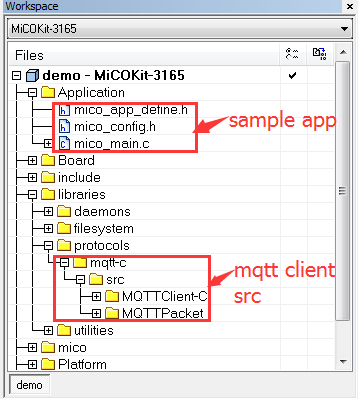 Workspace
MiCOKit-3165
Files
demo - MiCOKit-3165
Application
mico_app_define.h
mico_config.h
mico_main.c
sample app
Board
include
libraries
daemons
filesystem
protocols
mqtt-c
src
MQTTClient-C
MQTTPacket
mqtt client
src
utilities
mico
Platform
demo